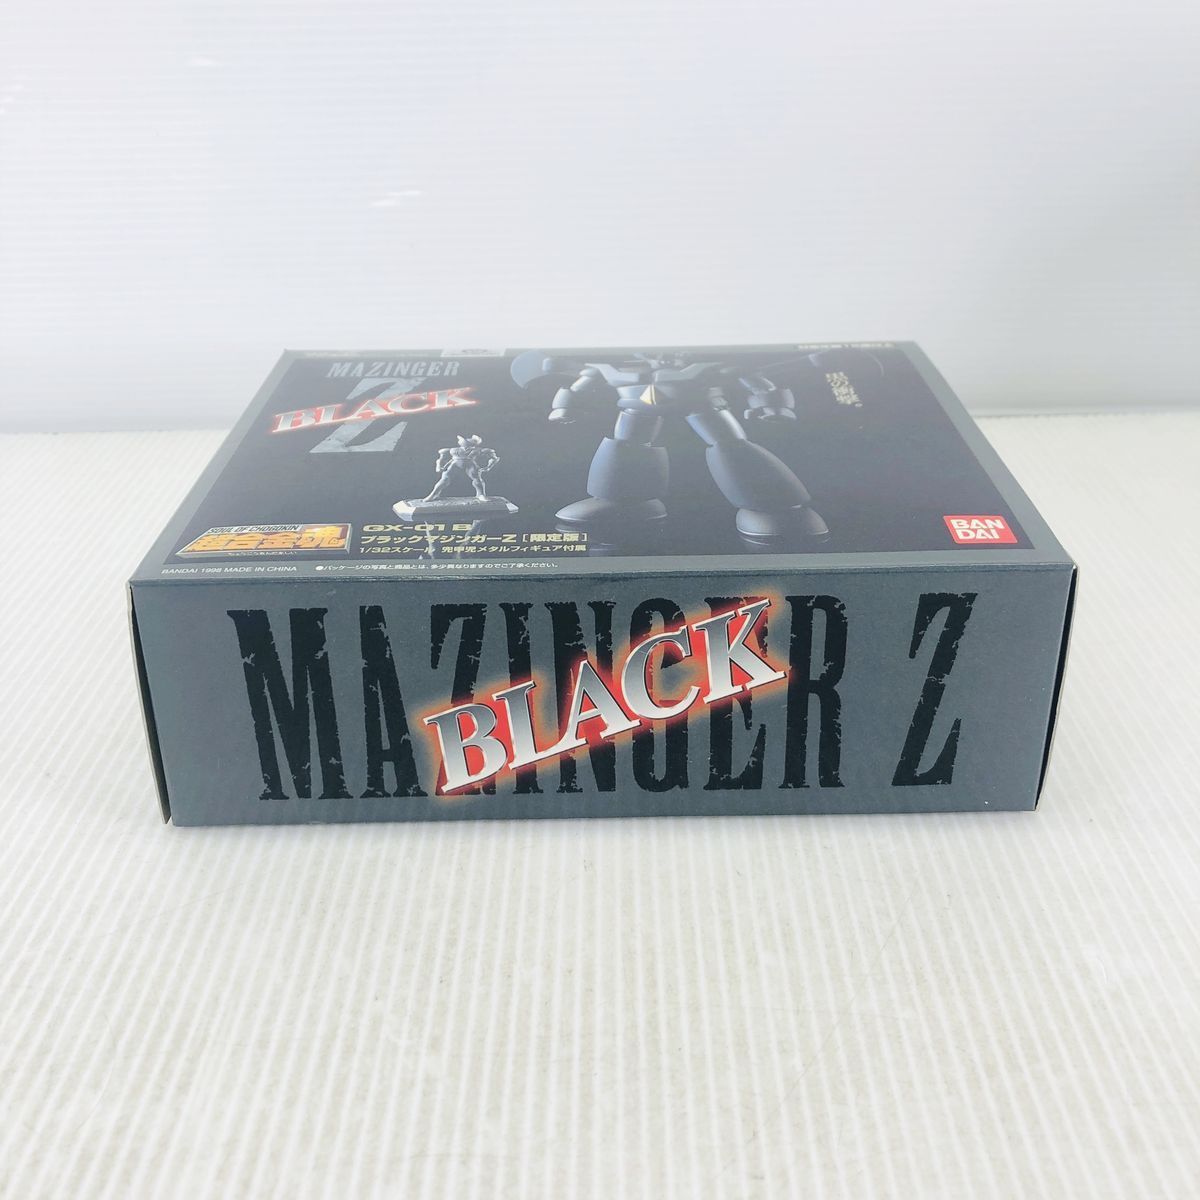 MAZINGER
Z
BLACK
SOUL OF CHOGOKIN
超合金魂
GX-01B
ブラックマジンガーZ [限定版]
1/32スケール 兜甲児メタルフィギュア付属
BANDAI 1998 MADE IN CHINA
●パッケージの写真と商品とは、多少異なりますのでご了承ください。
BAN
DAI
MAZINGER Z
BLACK